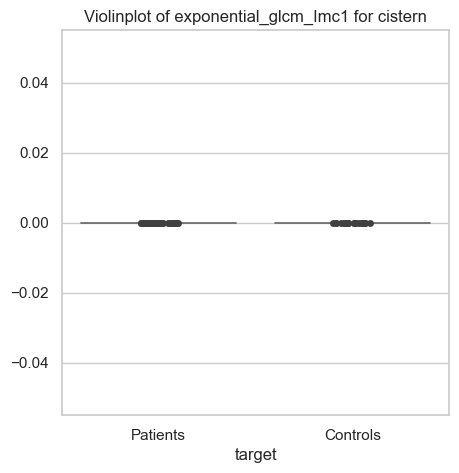 Violinplot of exponential_glcm_Imc1 for cistern
0.04
0.02
0.00
−0.02
−0.04
Patients
Controls
target